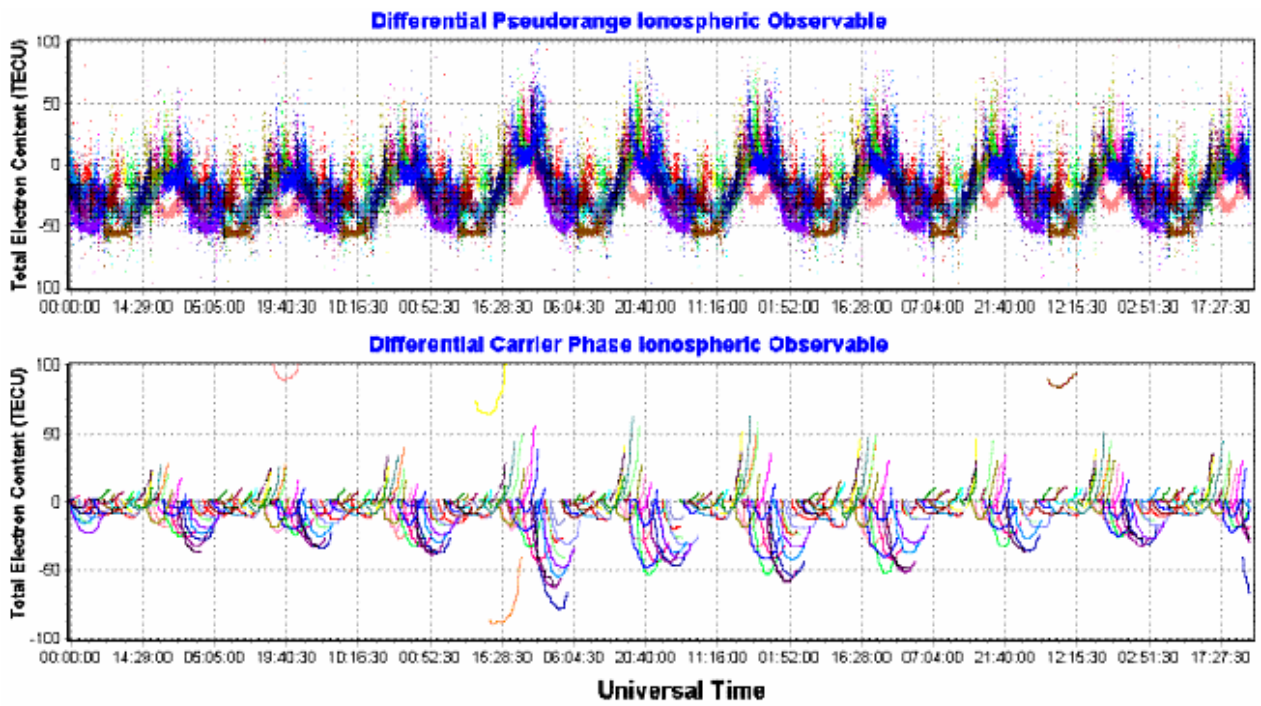 Differential Pseudorange Ionospheric Observable
Total Electron Content (TECU)
100
50
0
-50
100
00:00:00 14:29:00 05:05:00 19:40:30 10:16:30 00:52:30 15:28:30 06:04:30 20:40:00 11:16:00 01:52:00 16:28:00 07:04:00 21:40:00 12:15:30 02:51:30 17:27:30
Differential Carrier Phase Ionospheric Observable
Total Electron Content (TECU)
100
50
0
-50
-100
00:00:00 14:29:00 05:05:00 19:40:30 10:16:30 00:52:30 15:28:30 06:04:30 20:40:00 11:16:00 01:52:00 16:28:00 07:04:00 21:40:00 12:15:30 02:51:30 17:27:30
Universal Time